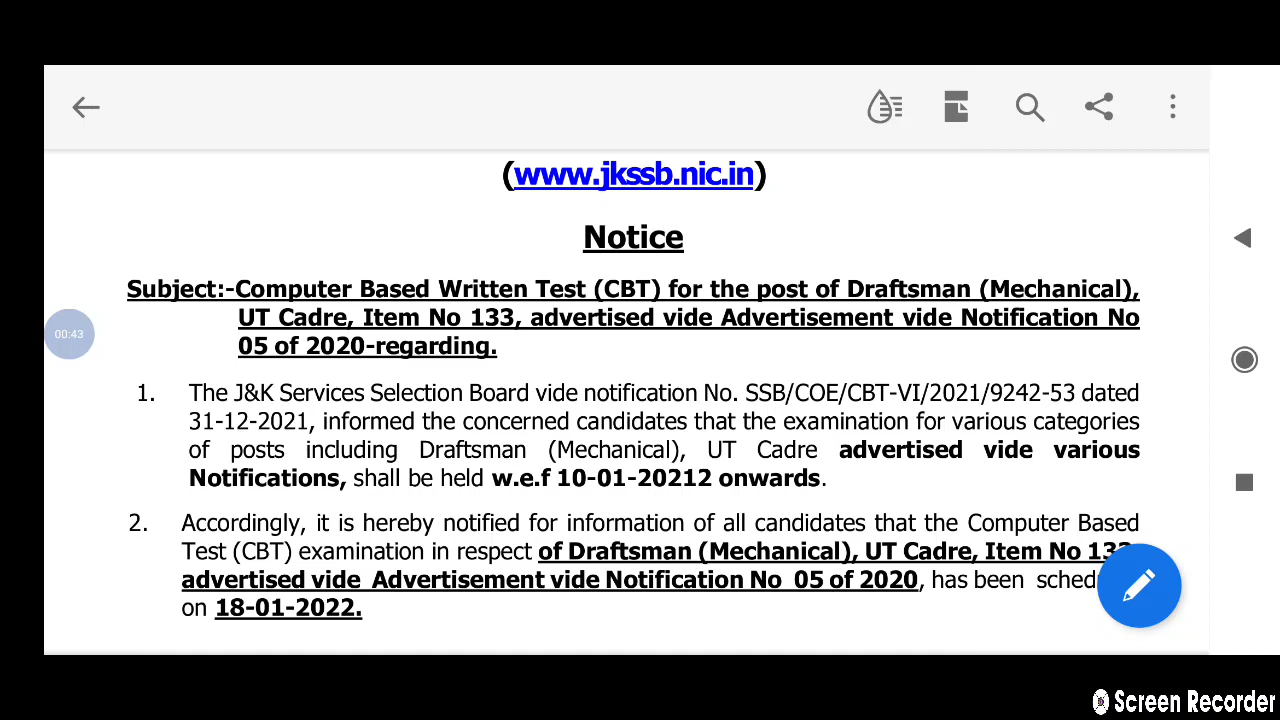 (www.jkssb.nic.in)
Notice
Subject:-Computer Based Written Test (CBT) for the post of Draftsman (Mechanical),
UT Cadre, Item No 133, advertised vide Advertisement vide Notification No
05 of 2020-regarding.
00:43
1. The J&K Services Selection Board vide notification No. SSB/COE/CBT-VI/2021/9242-53 dated
31-12-2021, informed the concerned candidates that the examination for various categories
of posts including Draftsman (Mechanical), UT Cadre advertised vide various
Notifications, shall be held w.e.f 10-01-20212 onwards.
2. Accordingly, it is hereby notified for information of all candidates that the Computer Based
Test (CBT) examination in respect of Draftsman (Mechanical), UT Cadre, Item No 133,
advertised vide Advertisement vide Notification No 05 of 2020, has been
on 18-01-2022.
Screen Recorder